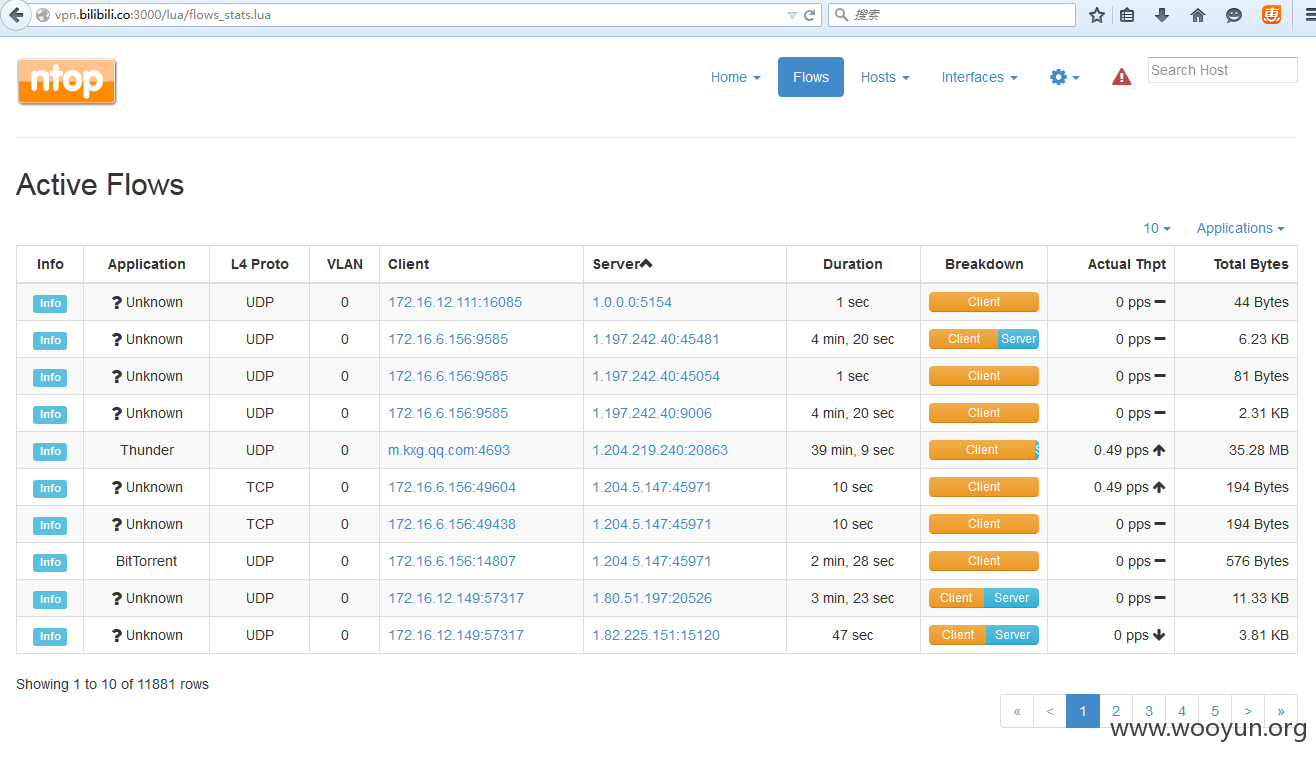 vpn.bilibili.co:3000/lua/flows_stats.lua 搜索 惠
ntop Home Flows Hosts Interfaces Search Host
Active Flows
10 Applications
Info Application L4 Proto VLAN Client Server Duration Breakdown Actual Thpt Total Bytes
Info ? Unknown UDP 0 172.16.12.111:16085 1.0.0.0:5154 1 sec Client 0 pps 44 Bytes
Info ? Unknown UDP 0 172.16.6.156:9585 1.197.242.40:45481 4 min, 20 sec Client Server 0 pps 6.23 KB
Info ? Unknown UDP 0 172.16.6.156:9585 1.197.242.40:45054 1 sec Client 0 pps 81 Bytes
Info ? Unknown UDP 0 172.16.6.156:9585 1.197.242.40:9006 4 min, 20 sec Client 0 pps 2.31 KB
Info Thunder UDP 0 m.kxg.qq.com:4693 1.204.219.240:20863 39 min, 9 sec Client 0.49 pps 35.28 MB
Info ? Unknown TCP 0 172.16.6.156:49604 1.204.5.147:45971 10 sec Client 0.49 pps 194 Bytes
Info ? Unknown TCP 0 172.16.6.156:49438 1.204.5.147:45971 10 sec Client 0 pps 194 Bytes
Info BitTorrent UDP 0 172.16.6.156:14807 1.204.5.147:45971 2 min, 28 sec Client 0 pps 576 Bytes
Info ? Unknown UDP 0 172.16.12.149:57317 1.80.51.197:20526 3 min, 23 sec Client Server 0 pps 11.33 KB
Info ? Unknown UDP 0 172.16.12.149:57317 1.82.225.151:15120 47 sec Client Server 0 pps 3.81 KB
Showing 1 to 10 of 11881 rows
« < 1 2 3 4 5 > »
www.wooyun.org